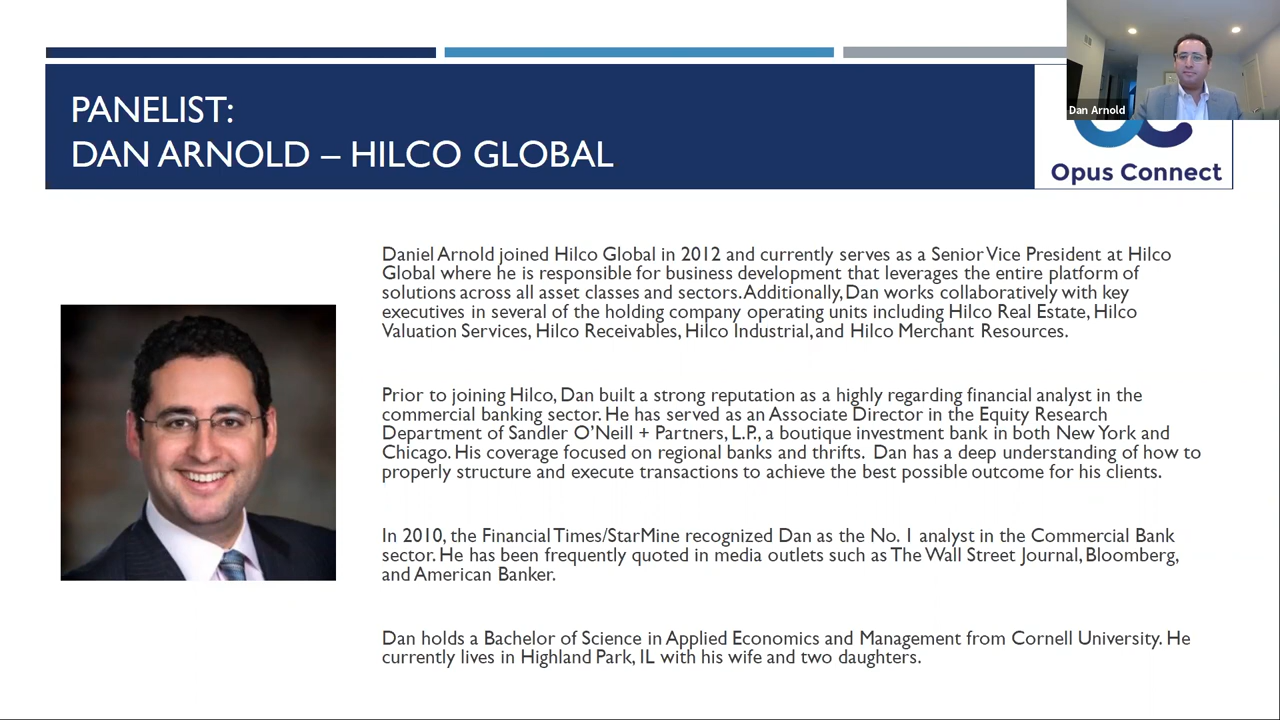 PANELIST:
DAN ARNOLD – HILCO GLOBAL
Dan Arnold
Opus Connect
Daniel Arnold joined Hilco Global in 2012 and currently serves as a Senior Vice President at Hilco
Global where he is responsible for business development that leverages the entire platform of
solutions across all asset classes and sectors. Additionally, Dan works collaboratively with key
executives in several of the holding company operating units including Hilco Real Estate, Hilco
Valuation Services, Hilco Receivables, Hilco Industrial, and Hilco Merchant Resources.
Prior to joining Hilco, Dan built a strong reputation as a highly regarding financial analyst in the
commercial banking sector. He has served as an Associate Director in the Equity Research
Department of Sandler O’Neill + Partners, L.P., a boutique investment bank in both New York and
Chicago. His coverage focused on regional banks and thrifts. Dan has a deep understanding of how to
properly structure and execute transactions to achieve the best possible outcome for his clients.
In 2010, the Financial Times/StarMine recognized Dan as the No. 1 analyst in the Commercial Bank
sector. He has been frequently quoted in media outlets such as The Wall Street Journal, Bloomberg,
and American Banker.
Dan holds a Bachelor of Science in Applied Economics and Management from Cornell University. He
currently lives in Highland Park, IL with his wife and two daughters.